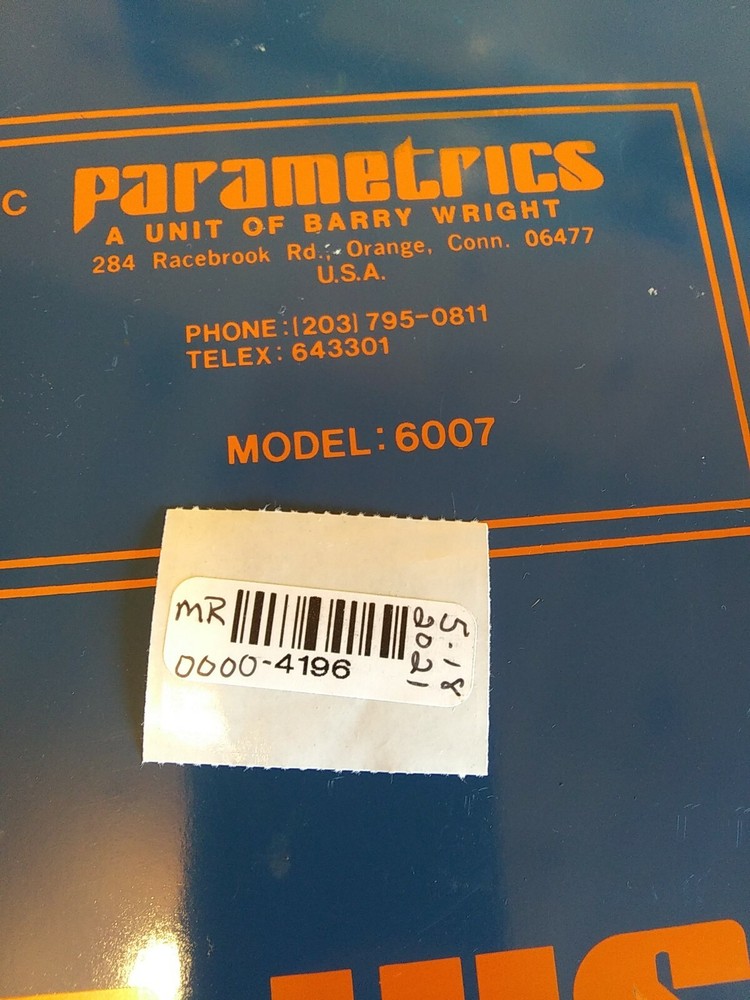 C
parametrics
A UNIT OF BARRY WRIGHT
284 Racebrook Rd., Orange, Conn. 06477
U.S.A.
PHONE:(203) 795-0811
TELEX: 643301
MODEL: 6007
MR
0000-4196
5-18
2021